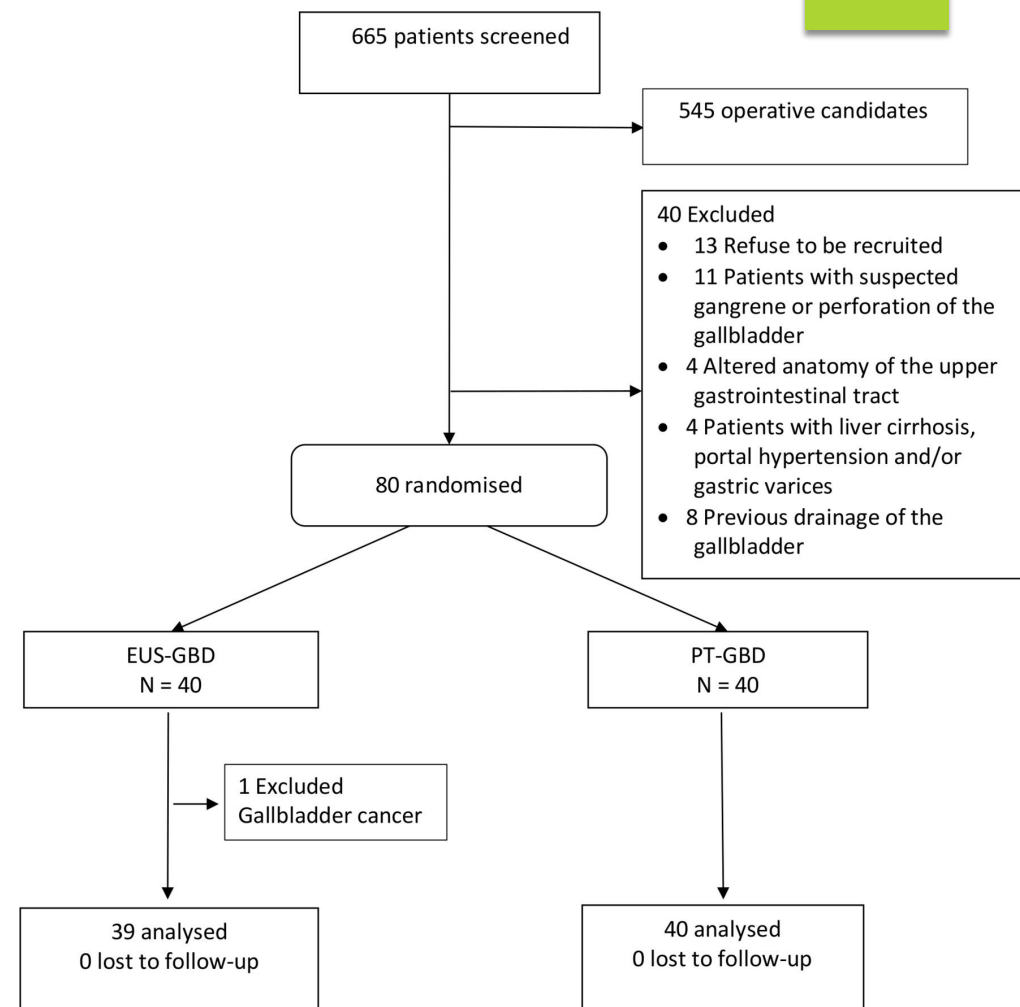 665 patients screened
545 operative candidates
40 Excluded
• 13 Refuse to be recruited
• 11 Patients with suspected
gangrene or perforation of the
gallbladder
• 4 Altered anatomy of the upper
gastrointestinal tract
• 4 Patients with liver cirrhosis,
portal hypertension and/or
gastric varices
• 8 Previous drainage of the
gallbladder
80 randomised
EUS-GBD
N = 40
PT-GBD
N = 40
1 Excluded
Gallbladder cancer
39 analysed
0 lost to follow-up
40 analysed
0 lost to follow-up